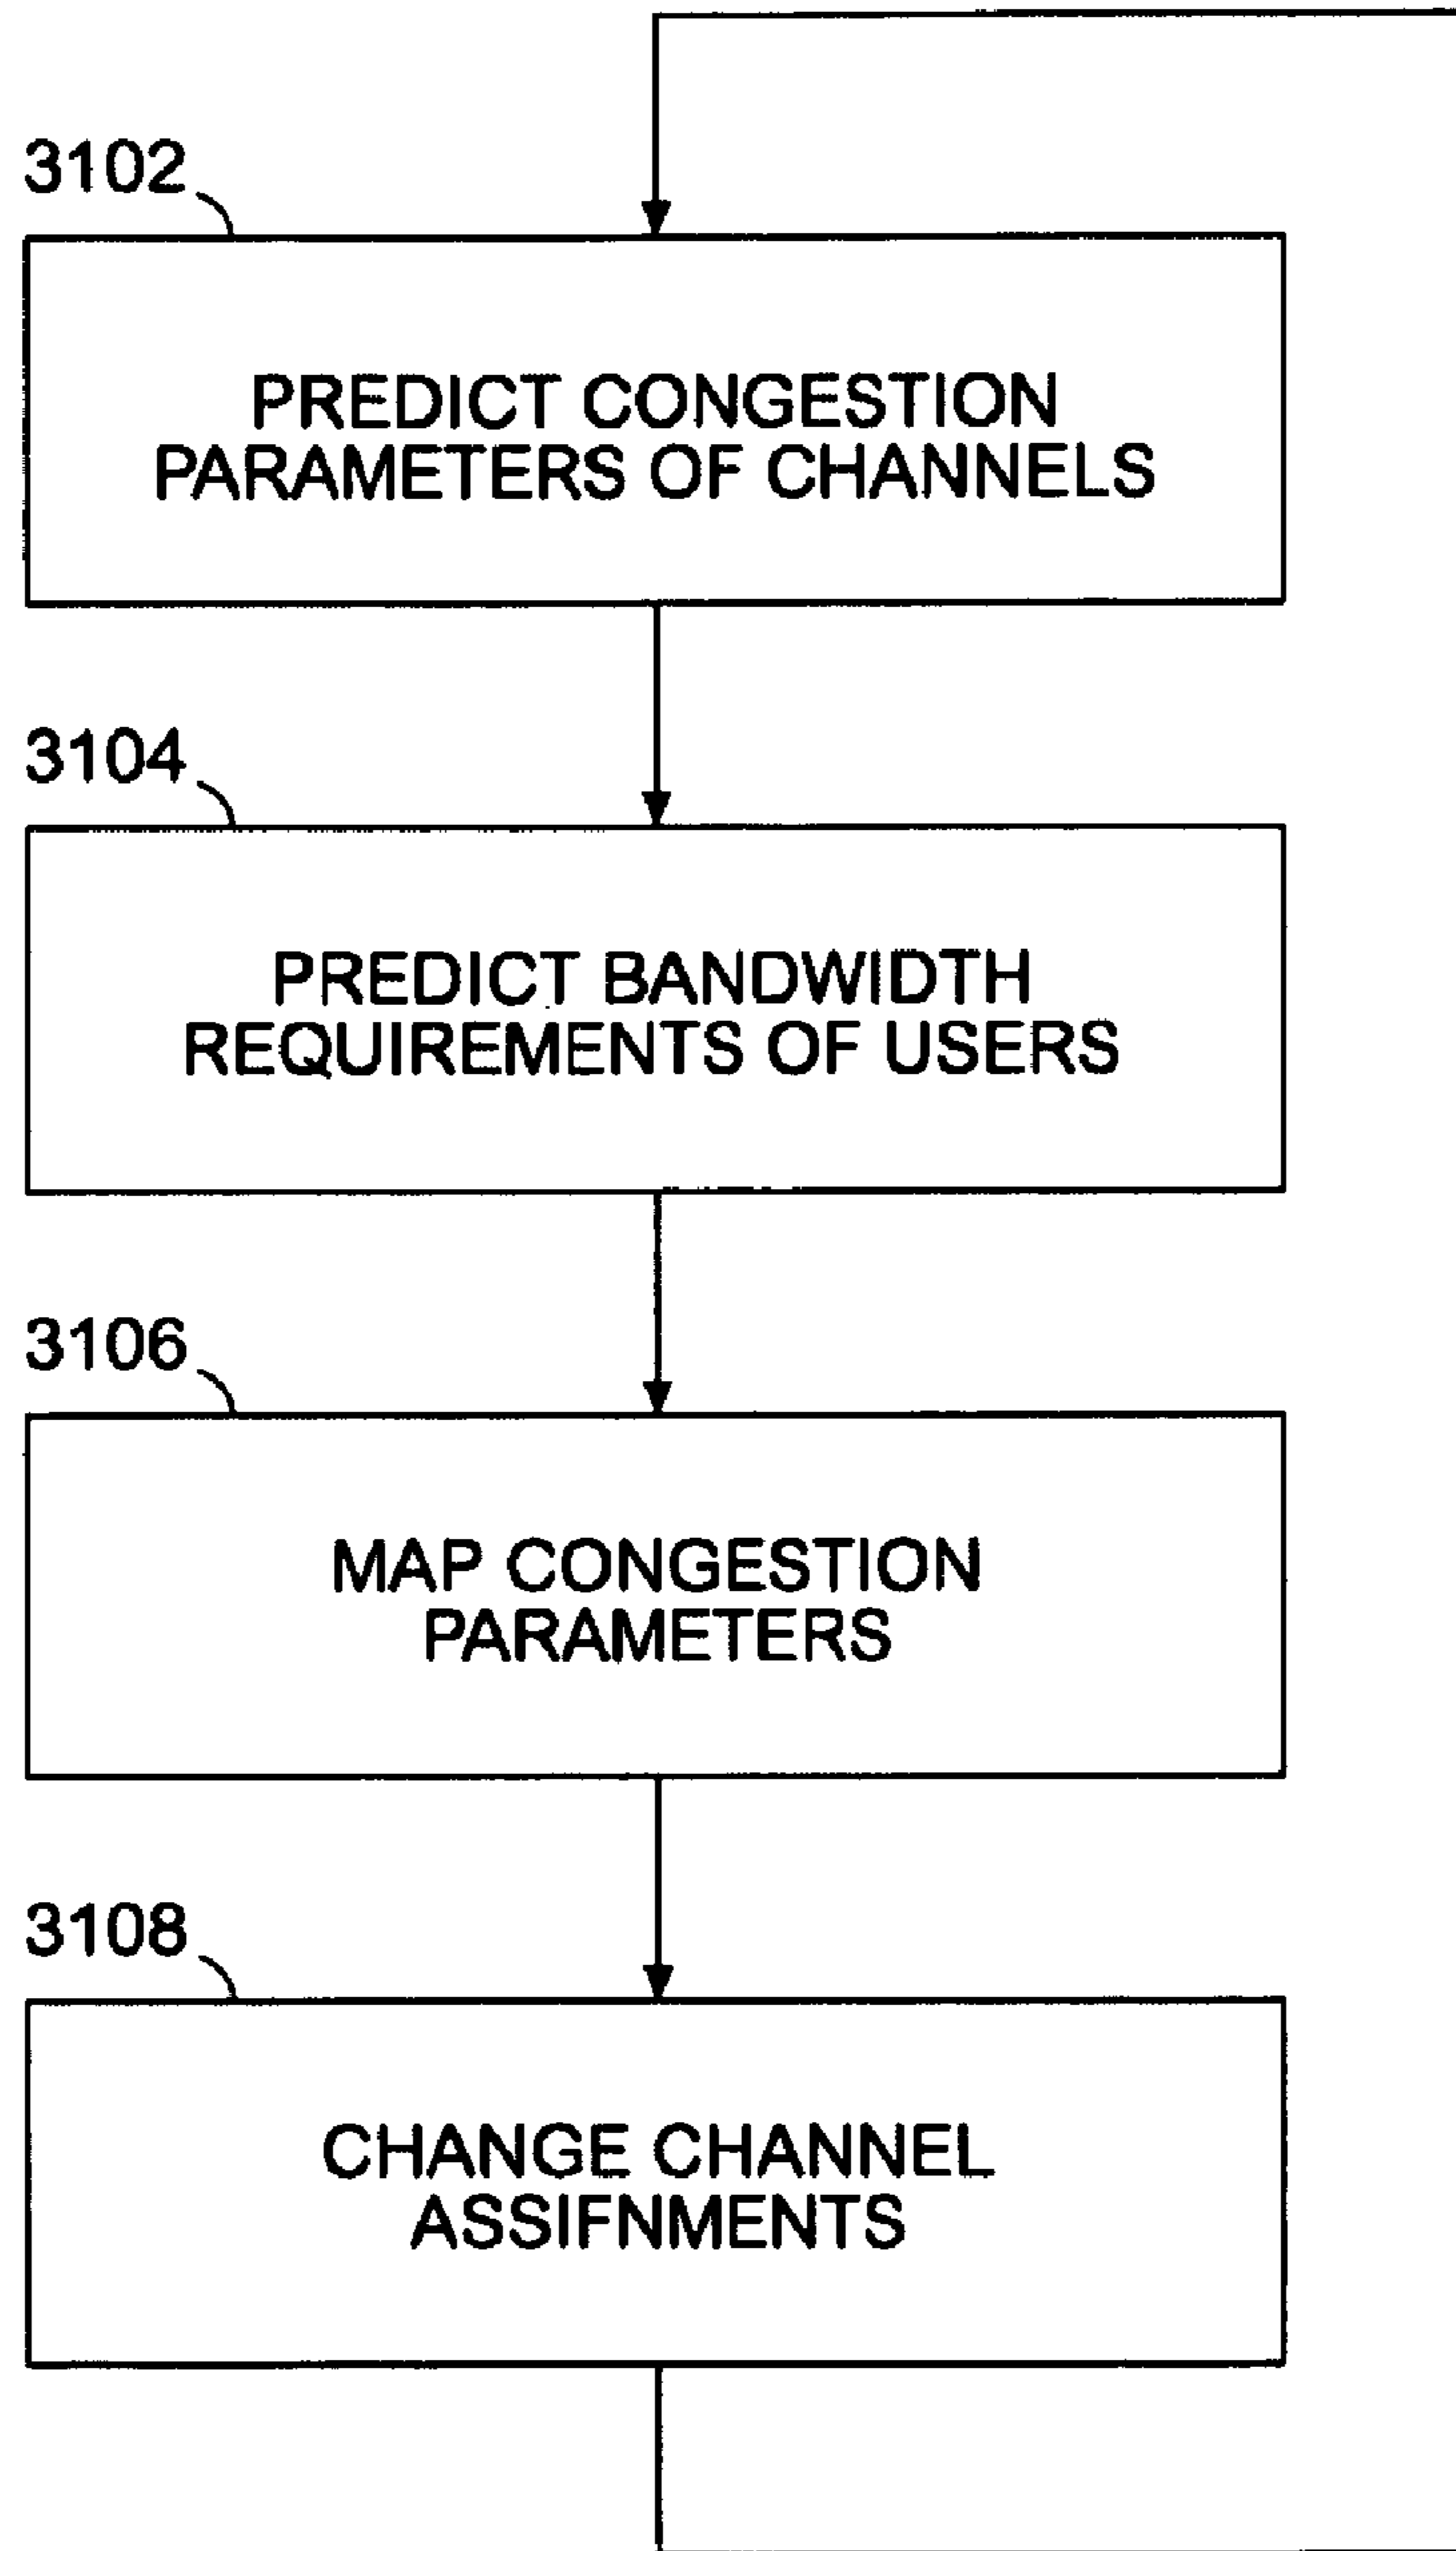 3102
PREDICT CONGESTION
PARAMETERS OF CHANNELS
3104
PREDICT BANDWIDTH
REQUIREMENTS OF USERS
3106
MAP CONGESTION
PARAMETERS
3108
CHANGE CHANNEL
ASSIFNMENTS